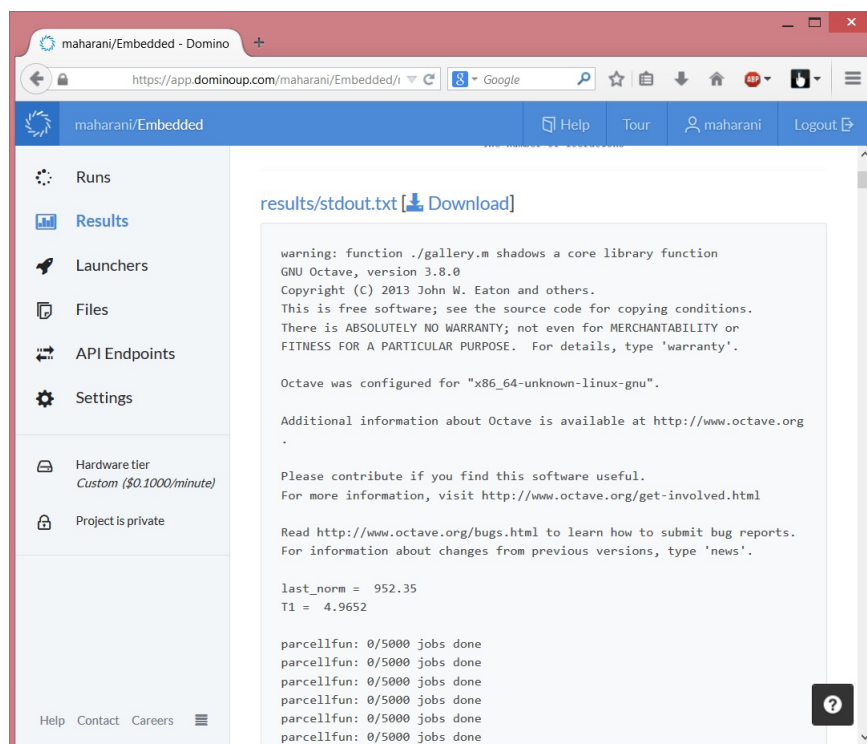 maharani/Embedded - Domino
https://app.dominoup.com/maharani/Embedded/r
Google
maharani/Embedded
Help
Tour
maharani
Logout
Runs
Results
Launchers
Files
API Endpoints
Settings
Hardware tier
Custom ($0.1000/minute)
Project is private
Help Contact Careers
results/stdout.txt [Download]
warning: function ./gallery.m shadows a core library function
GNU Octave, version 3.8.0
Copyright (C) 2013 John W. Eaton and others.
This is free software; see the source code for copying conditions.
There is ABSOLUTELY NO WARRANTY; not even for MERCHANTABILITY or
FITNESS FOR A PARTICULAR PURPOSE.  For details, type 'warranty'.
Octave was configured for "x86_64-unknown-linux-gnu".
Additional information about Octave is available at http://www.octave.org
.
Please contribute if you find this software useful.
For more information, visit http://www.octave.org/get-involved.html
Read http://www.octave.org/bugs.html to learn how to submit bug reports.
For information about changes from previous versions, type 'news'.
last_norm =  952.35
T1 =  4.9652
parcellfun: 0/5000 jobs done
parcellfun: 0/5000 jobs done
parcellfun: 0/5000 jobs done
parcellfun: 0/5000 jobs done
parcellfun: 0/5000 jobs done
parcellfun: 0/5000 jobs done